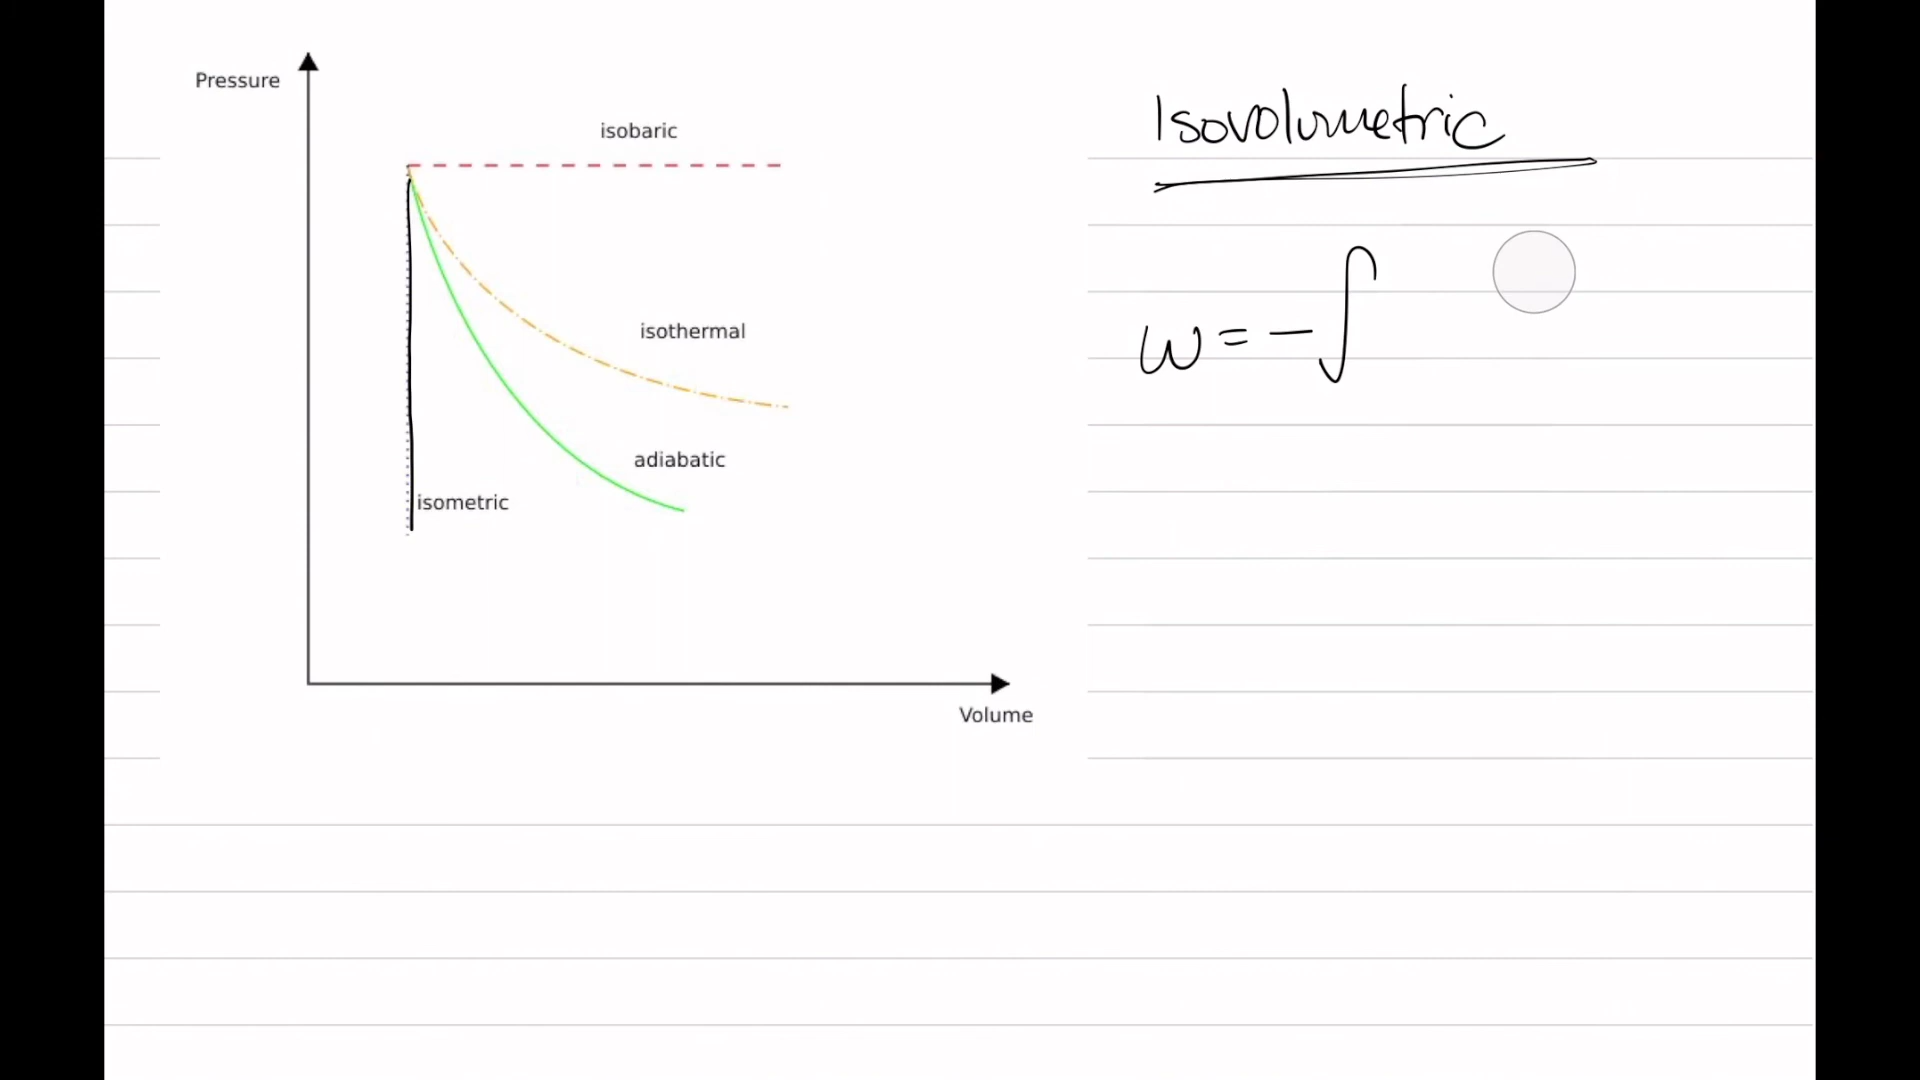 Pressure
isobaric
isothermal
adiabatic
isometric
Volume
Isovolumetric
w = - ∫